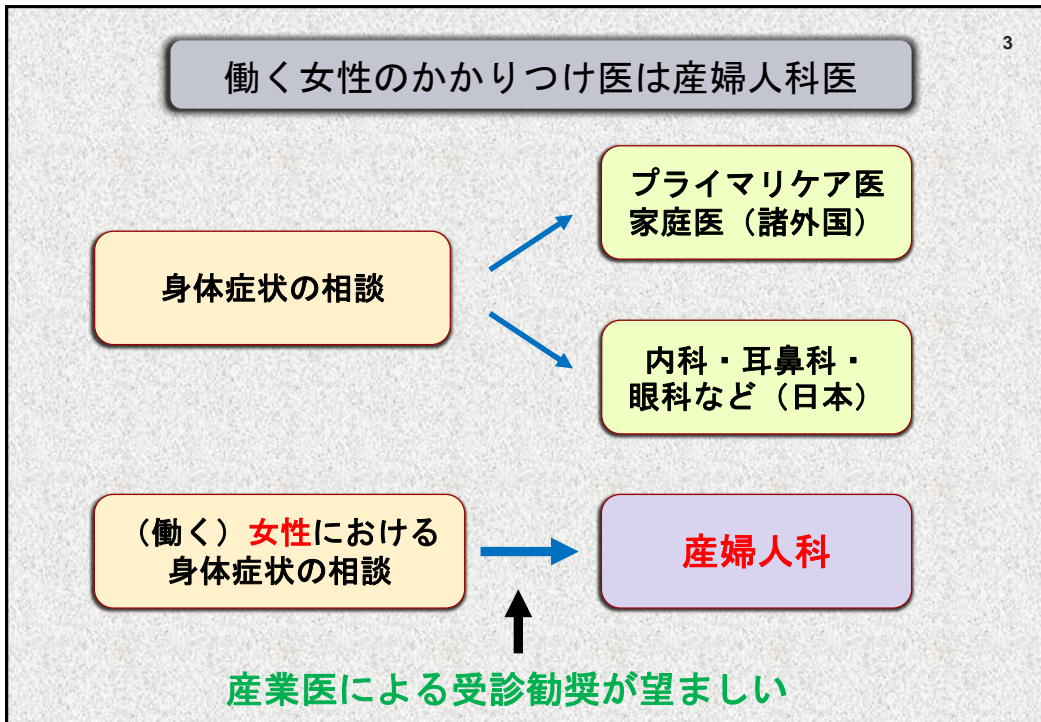 3
働く女性のかかりつけ医は産婦人科医
プライマリケア医
家庭医（諸外国）
身体症状の相談
内科・耳鼻科・
眼科など（日本）
（働く）女性における
身体症状の相談
産婦人科
産業医による受診勧奨が望ましい